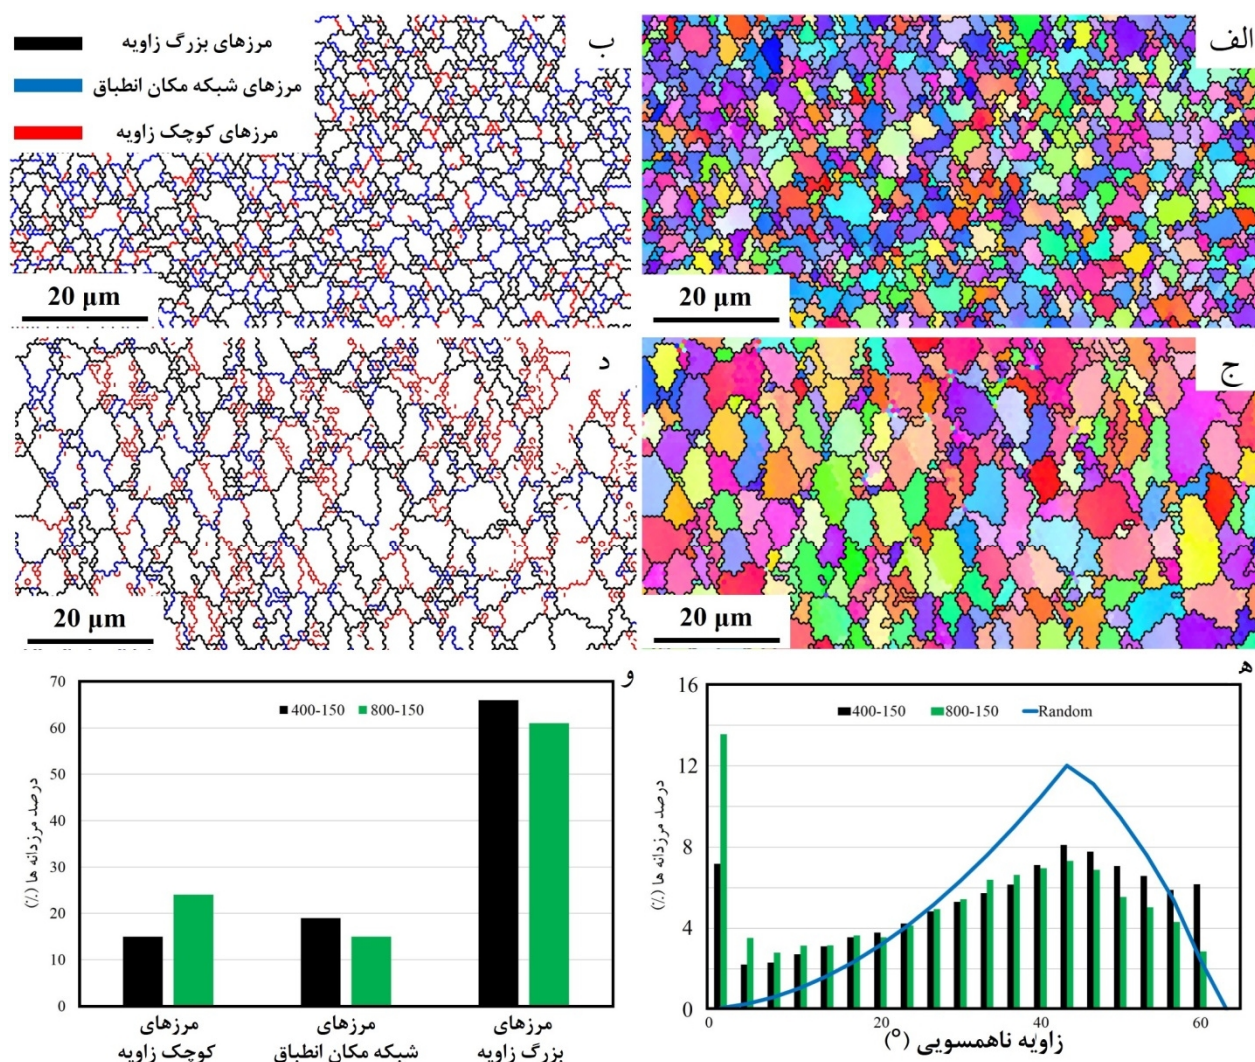 الف
20 µm
ب
مرزهای بزرگ زاویه
مرزهای شبکه مکان انطباق
مرزهای کوچک زاویه
20 µm
ج
20 µm
د
20 µm
ه
16
12
8
4
0
400-150
800-150
Random
درصد مرزدانه ها (٪)
0
20
40
60
زاویه ناهمسویی (°)
و
70
60
50
40
30
20
10
0
400-150
800-150
درصد مرزدانه ها (٪)
مرزهای
کوچک زاویه
مرزهای
شبکه مکان انطباق
مرزهای
بزرگ زاویه